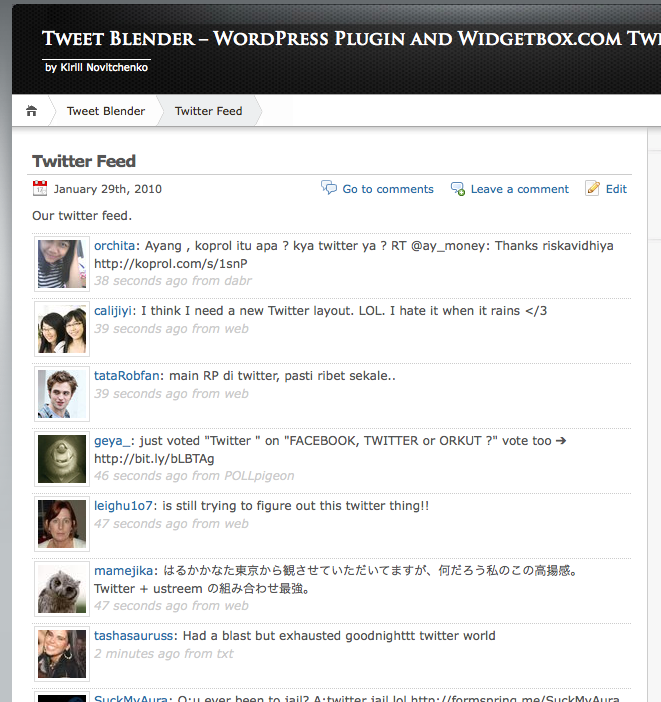 Tweet Blender – WordPress Plugin and Widgetbox.com
by Kirill Novitchenko
Tweet Blender Twitter Feed
Twitter Feed
January 29th, 2010 Go to comments Leave a comment Edit
Our twitter feed.
orchita: Ayang , koprol itu apa ? kya twitter ya ? RT @ay_money: Thanks riskavidhiya
http://koprol.com/s/1snP
38 seconds ago from dabr
calijiyi: I think I need a new Twitter layout. LOL. I hate it when it rains </3
39 seconds ago from web
tataRobfan: main RP di twitter, pasti ribet sekale..
39 seconds ago from web
geya_: just voted "Twitter " on "FACEBOOK, TWITTER or ORKUT ?" vote too ➔
http://bit.ly/bLBTAg
46 seconds ago from POLLpigeon
leighu1o7: is still trying to figure out this twitter thing!!
47 seconds ago from web
mamejika: はるかかなた東京から観させていただいてますが、何だろう私のこの高揚感。
Twitter + ustreem の組み合わせ最強。
47 seconds ago from web
tashasauruss: Had a blast but exhausted goodnighttt twitter world
2 minutes ago from txt
SuckMyAura: Q:u ever been to jail? A:twitter jail lol http://formspring.me/SuckMyAura